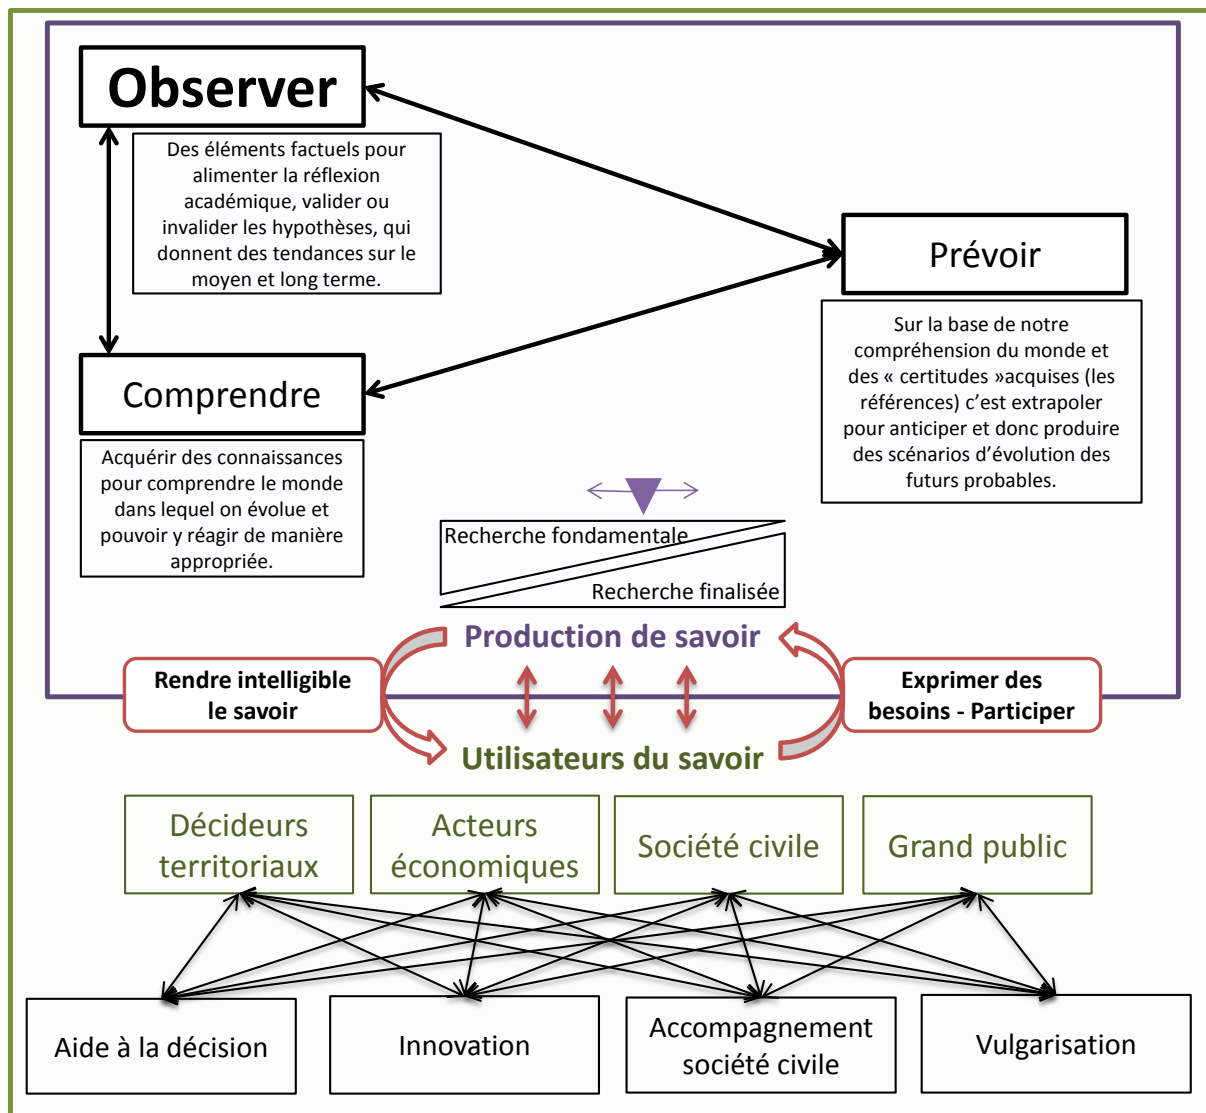 Observer
Des éléments factuels pour
alimenter la réflexion
académique, valider ou
invalider les hypothèses, qui
donnent des tendances sur le
moyen et long terme.
Prévoir
Sur la base de notre
compréhension du monde et
des « certitudes »acquises (les
références) c’est extrapoler
pour anticiper et donc produire
des scénarios d’évolution des
futurs probables.
Comprendre
Acquérir des connaissances
pour comprendre le monde
dans lequel on évolue et
pouvoir y réagir de manière
appropriée.
Recherche fondamentale
Recherche finalisée
Production de savoir
Rendre intelligible
le savoir
Exprimer des
besoins - Participer
Utilisateurs du savoir
Décideurs
territoriaux
Acteurs
économiques
Société civile
Grand public
Aide à la décision
Innovation
Accompagnement
société civile
Vulgarisation